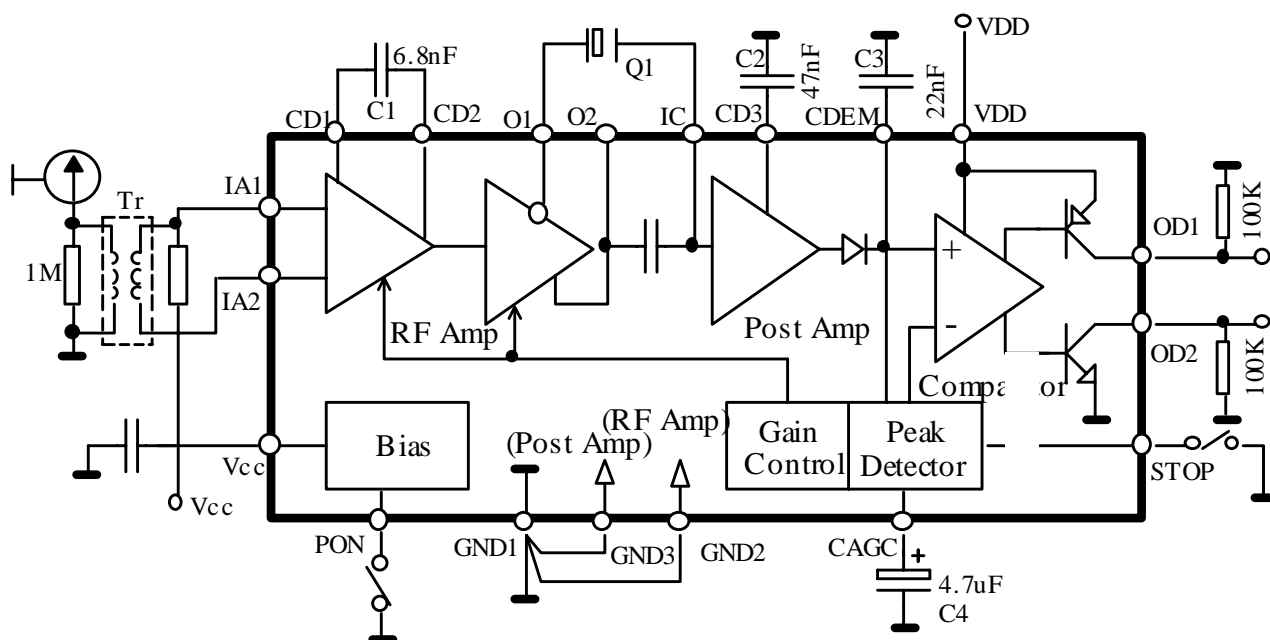 VDD
6.8nF
Q1
C2
47nF
C3
22nF
C1
CD1
CD2
O1
O2
IC
CD3
CDEM
VDD
Tr
IA1
1M
IA2
+
-
OD1
100K
RF Amp
Post Amp
OD2
100K
(RF Amp)
(Post Amp)
Bias
Gain
Control
Peak
Detector
Vcc
Vcc
STOP
PON
GND1
GND3
GND2
CAGC
+
4.7uF
C4